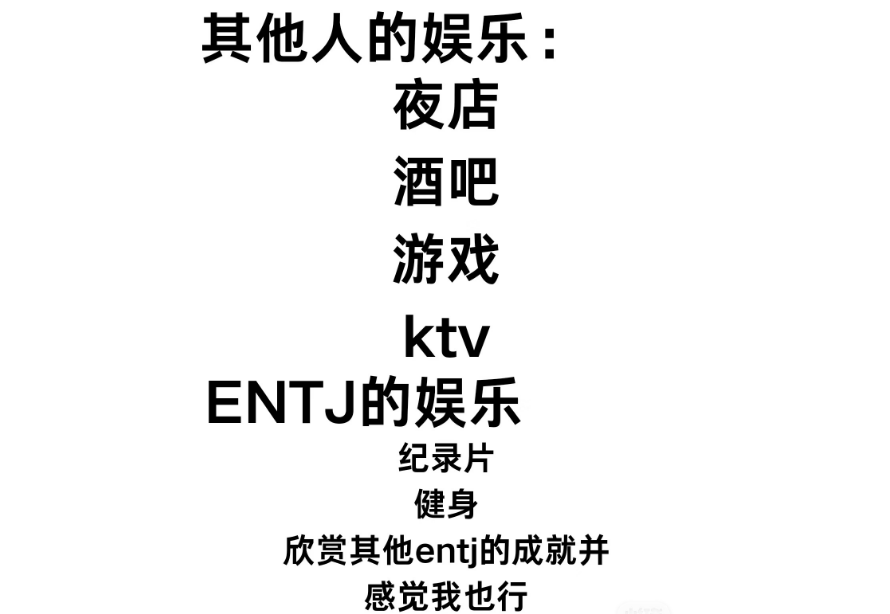 其他人的娱乐：
夜店
酒吧
游戏
ktv
ENTJ的娱乐
纪录片
健身
欣赏其他entj的成就并
感觉我也行